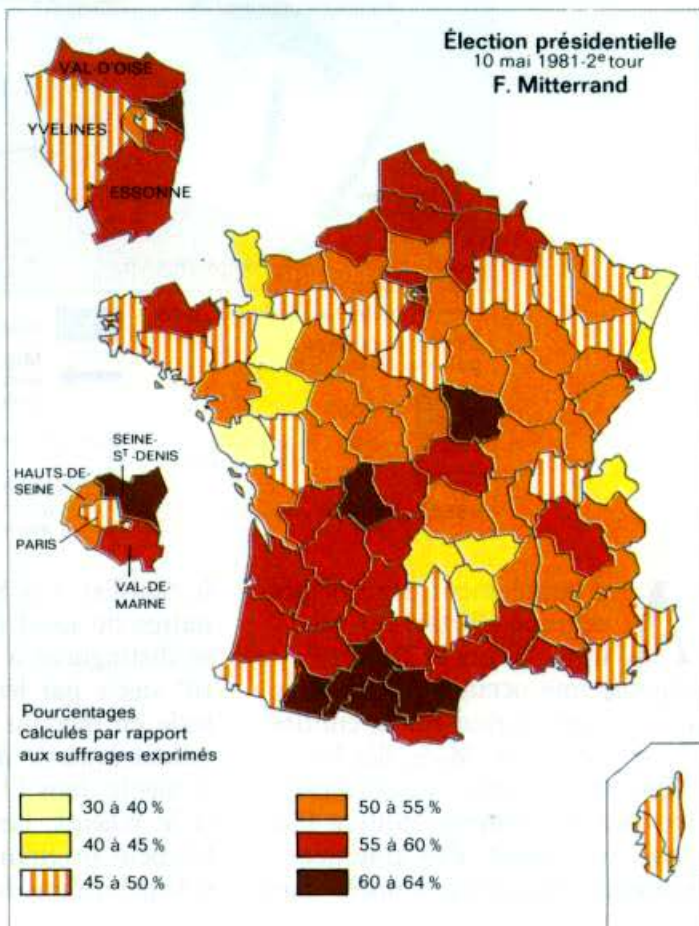 Élection présidentielle
10 mai 1981-2e tour
F. Mitterrand
VAL-D'OISE
YVELINES
ESSONNE
SEINE-
ST-DENIS
HAUTS-DE-
SEINE
PARIS
VAL-DE-
MARNE
Pourcentages
calculés par rapport
aux suffrages exprimés
30 à 40 %
40 à 45 %
45 à 50 %
50 à 55 %
55 à 60 %
60 à 64 %